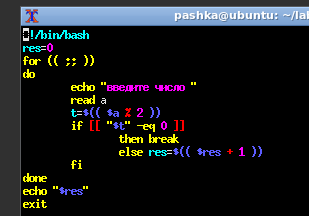 pashka@ubuntu: ~/la
#!/bin/bash
res=0
for (( ;; ))
do
echo "введите число "
read a
t=$(( $a % 2 ))
if [[ "$t" -eq 0 ]]
then break
else res=$(( $res + 1 ))
fi
done
echo "$res"
exit